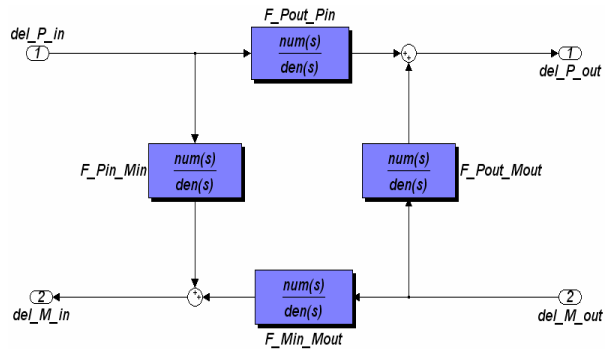 F_Pout_Pin
del_P_in
1
num(s)
den(s)
+
+
1
del_P_out
F_Pin_Min
num(s)
den(s)
num(s)
den(s)
F_Pout_Mout
2
del_M_in
+
+
num(s)
den(s)
2
del_M_out
F_Min_Mout